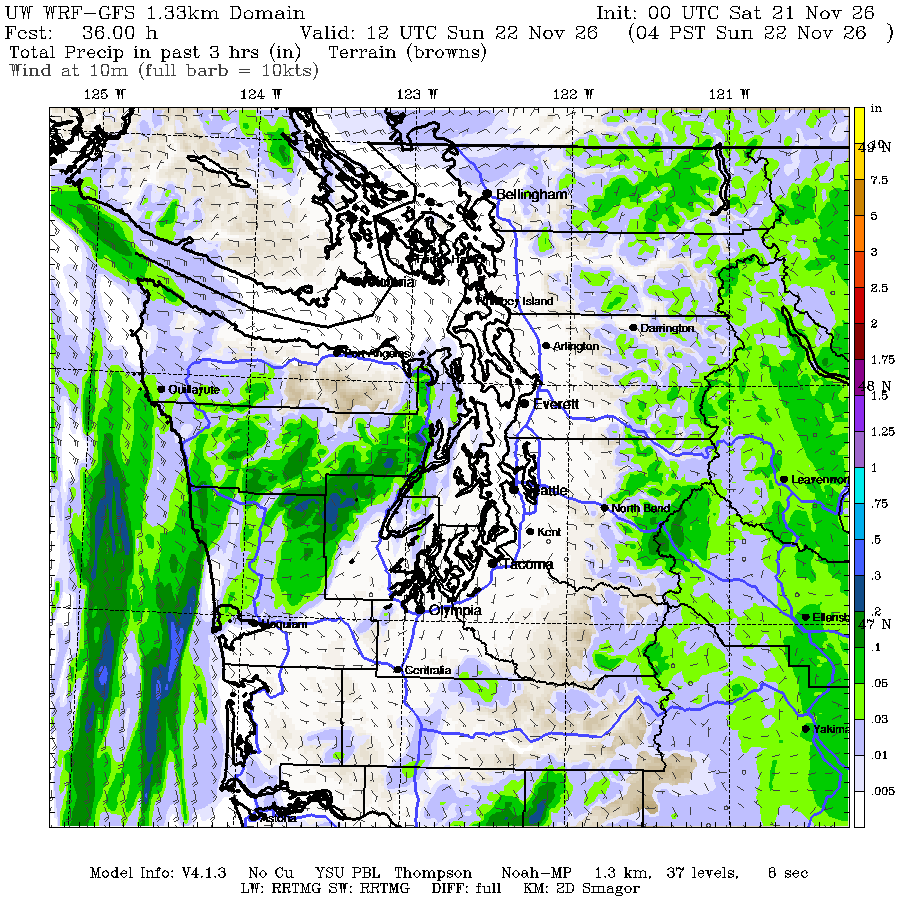 UW WRF-GFS 1.33km Domain Init: 00 UTC Sat 21 Nov 26
Fcst: 36.00 h Valid: 12 UTC Sun 22 Nov 26 (04 PST Sun 22 Nov 26 )
Total Precip in past 3 hrs (in) Terrain (browns)
Wind at 10m (full barb = 10kts)
125 W 124 W 123 W 122 W 121 W
in
49 N
7.5
Bellingham
5
3
Victoria
2.5
Island
Darrington
2
Arlington
Port Angeles
1.75
48 N
Quillayute
1.5
Everett
1.25
1
Leavenwor
Seattle
North Bend
.75
Kent
.5
Tacoma
.3
Olympia
.2
Ellensb
Hoquiam
47 N
.1
Centralia
.05
.03
Yakima
.01
.005
Astoria
Model Info: V4.1.3 No Cu YSU PBL Thompson Noah-MP 1.3 km, 37 levels, 8 sec
LW: RRTMG SW: RRTMG DIFF: full KM: 2D Smagor